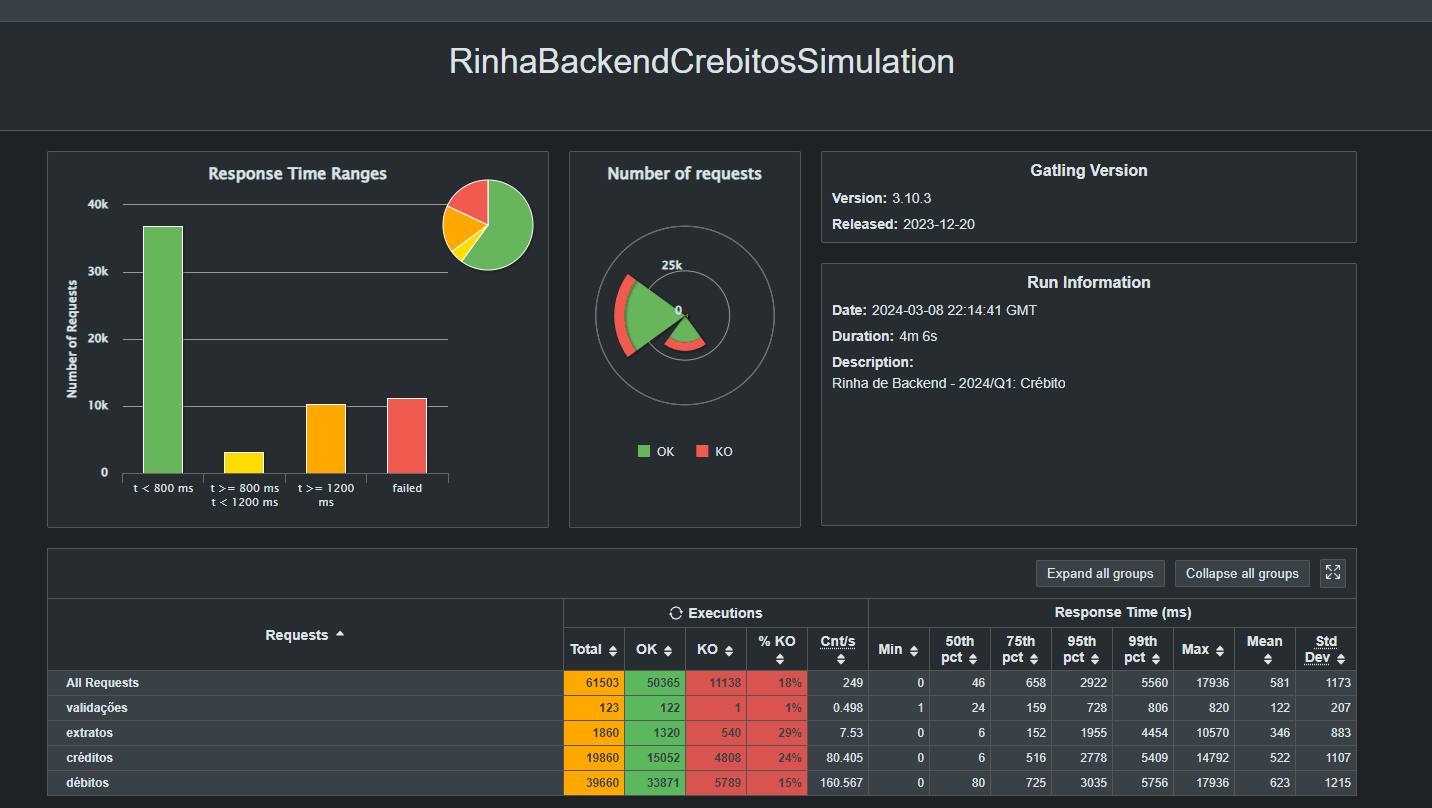 RinhaBackendCrebitosSimulation
Response Time Ranges
40k
30k
20k
10k
0
Number of Requests
t < 800 ms
t >= 800 ms
t < 1200 ms
t >= 1200
ms
failed
Number of requests
25k
0
OK
KO
Gatling Version
Version: 3.10.3
Released: 2023-12-20
Run Information
Date: 2024-03-08 22:14:41 GMT
Duration: 4m 6s
Description:
Rinha de Backend - 2024/Q1: Crébito
Expand all groups Collapse all groups
Requests Executions Response Time (ms)
Total OK KO % KO Cnt/s Min 50th pct 75th pct 95th pct 99th pct Max Mean Std Dev
All Requests 61503 50365 11138 18% 249 0 46 658 2922 5560 17936 581 1173
validações 123 122 1 1% 0.498 1 24 159 728 806 820 122 207
extratos 1860 1320 540 29% 7.53 0 6 152 1955 4454 10570 346 883
créditos 19860 15052 4808 24% 80.405 0 6 516 2778 5409 14792 522 1107
débitos 39660 33871 5789 15% 160.567 0 80 725 3035 5756 17936 623 1215